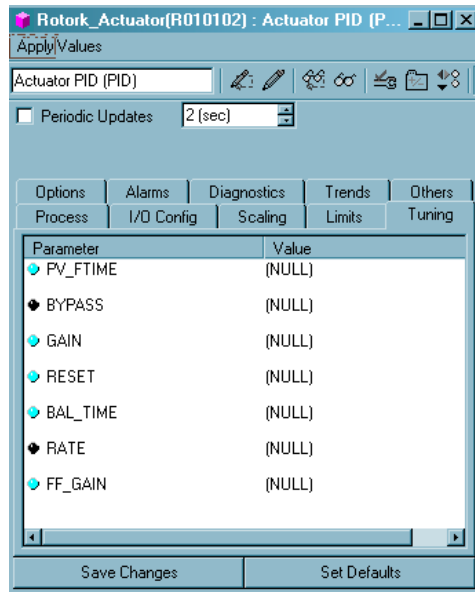 Rotork_Actuator(R010102) : Actuator PID (P...
Apply Values
Actuator PID (PID)
Periodic Updates 2 (sec)
Options Alarms Diagnostics Trends Others
Process I/O Config Scaling Limits Tuning
Parameter Value
PV_FTIME (NULL)
BYPASS (NULL)
GAIN (NULL)
RESET (NULL)
BAL_TIME (NULL)
RATE (NULL)
FF_GAIN (NULL)
Save Changes Set Defaults